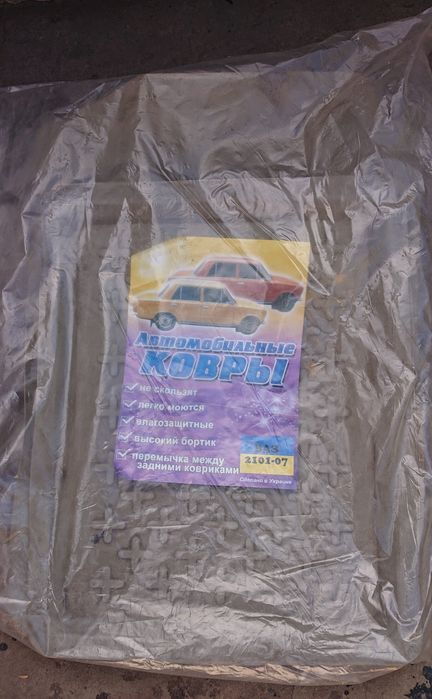 Автомобильные
КОВРЫ
не скользят
легко моются
влагозащитные
высокий бортик
перемычка между
задними ковриками
ВАЗ
2101-07
Сделано в Украине